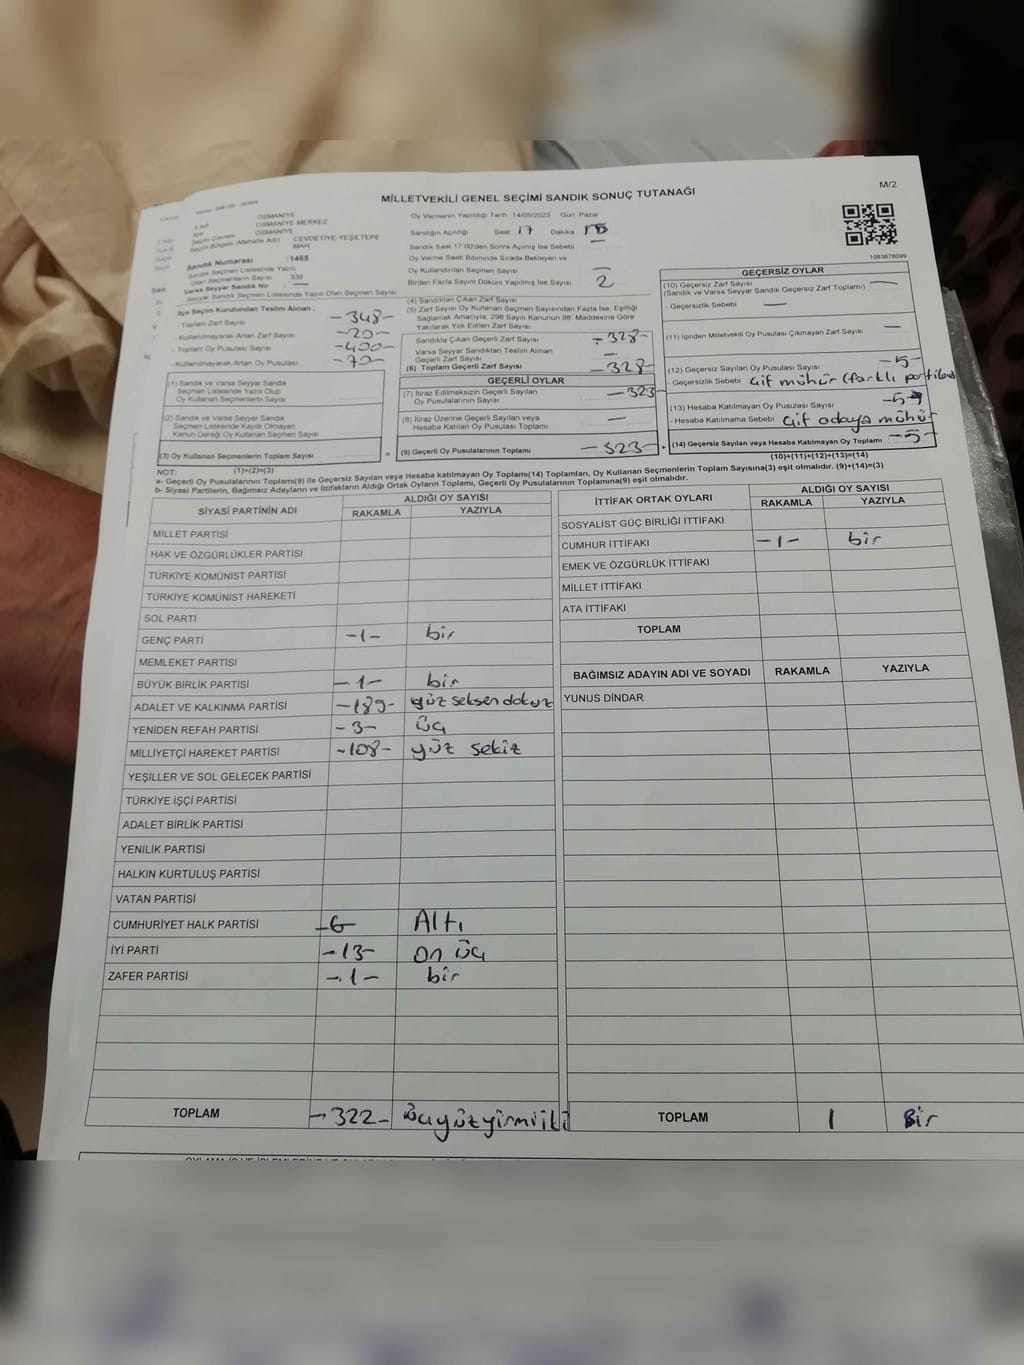 MİLLETVEKİLİ GENEL SEÇİMİ SANDIK SONUÇ TUTANAĞI
M/2
OSMANİYE
OSMANİYE MERKEZ
Seçim Çevresi
Seçim Bölgesi (Mahalle Adı) CEVDETİYE-YEŞİLTEPE
MAH
Sandık Numarası :1465
Sandık Seçmen Listesinde Yazılı
Olan Seçmenlerin Sayısı 339
Varsa Seyyar Sandık No
Seyyar Sandık Seçmen Listesinde Yazılı Olan Seçmen Sayısı
İlçe Seçim Kurulundan Teslim Alınan ;
- Toplam Zarf Sayısı -348-
- Kullanılmayarak Artan Zarf Sayısı -20-
- Toplam Oy Pusulası Sayısı -400-
- Kullanılmayarak Artan Oy Pusulası -70-
(1) Sandık ve Varsa Seyyar Sandık
Seçmen Listesinde Yazılı Olup
Oy Kullanan Seçmenlerin Sayısı
(2) Sandık ve Varsa Seyyar Sandık
Seçmen Listesinde Kayıtlı Olmayan
Kanun Gereği Oy Kullanan Seçmen Sayısı
(3) Oy Kullanan Seçmenlerin Toplam Sayısı
(1)+(2)=(3)
Oy Vermenin Yapıldığı Tarih 14/05/2023 Gün: Pazar
Sandığın Açıldığı Saat 17 Dakika
Sandık Saat 17:00'den Sonra Açılmış İse Sebebi
Oy Verme Saati Bitiminde Sırada Bekleyen ve
Oy Kullandırılan Seçmen Sayısı
Birden Fazla Sayım Döküm Yapılmış İse Sayısı 2
(4) Sandıktan Çıkan Zarf Sayısı
(5) Zarf Sayısı Oy Kullanan Seçmen Sayısından Fazla İse, Eşitliği
Sağlamak Amacıyla, 298 Sayılı Kanunun 98. Maddesine Göre
Yakılarak Yok Edilen Zarf Sayısı
Sandıkta Çıkan Geçerli Zarf Sayısı -328-
Varsa Seyyar Sandıktan Teslim Alınan
Geçerli Zarf Sayısı
(6) Toplam Geçerli Zarf Sayısı -328-
GEÇERLİ OYLAR
(7) İtiraz Edilmeksizin Geçerli Sayılan
Oy Pusulalarının Sayısı -323-
(8) İtiraz Üzerine Geçerli Sayılan veya
Hesaba Katılan Oy Pusulası Toplamı
= (9) Geçerli Oy Pusulalarının Toplamı -323-
1083678099
GEÇERSİZ OYLAR
(10) Geçersiz Zarf Sayısı
(Sandık ve Varsa Seyyar Sandık Geçersiz Zarf Toplamı)
- Geçersizlik Sebebi
(11) İçinden Milletvekili Oy Pusulası Çıkmayan Zarf Sayısı
(12) Geçersiz Sayılan Oy Pusulası Sayısı -5-
- Geçersizlik Sebebi Çift mühür (farklı
(13) Hesaba Katılmayan Oy Pusulası Sayısı
- Hesaba Katılmama Sebebi Çift mühür
+ (14) Geçersiz Sayılan veya Hesaba Katılmayan Oy Toplamı -5-
(10)+(11)+(12)+(13)=(14)
NOT:
a- Geçerli Oy Pusulalarının Toplamı(9) ile Geçersiz Sayılan veya Hesaba katılmayan Oy Toplamı(14) Toplamları, Oy Kullanan Seçmenlerin Toplam Sayısına(3) eşit olmalıdır. (9)+(14)=(3)
b- Siyasi Partilerin, Bağımsız Adayların ve İttifakların Aldığı Ortak Oyların Toplamı, Geçerli Oy Pusulalarının Toplamına(9) eşit olmalıdır.
SİYASİ PARTİNİN ADI
ALDIĞI OY SAYISI
RAKAMLA YAZIYLA
MİLLET PARTİSİ
HAK VE ÖZGÜRLÜKLER PARTİSİ
TÜRKİYE KOMÜNİST PARTİSİ
TÜRKİYE KOMÜNİST HAREKETİ
SOL PARTİ
GENÇ PARTİ -1- bir
MEMLEKET PARTİSİ
BÜYÜK BİRLİK PARTİSİ -1- bir
ADALET VE KALKINMA PARTİSİ -189- yüz seksen dokuz
YENİDEN REFAH PARTİSİ -3- üç
MİLLİYETÇİ HAREKET PARTİSİ -108- yüz sekiz
YEŞİLLER VE SOL GELECEK PARTİSİ
TÜRKİYE İŞÇİ PARTİSİ
ADALET BİRLİK PARTİSİ
YENİLİK PARTİSİ
HALKIN KURTULUŞ PARTİSİ
VATAN PARTİSİ
CUMHURİYET HALK PARTİSİ -6- Altı
İYİ PARTİ -13- on üç
ZAFER PARTİSİ -1- bir
TOPLAM -322- üçyüzyirmiiki
İTTİFAK ORTAK OYLARI
ALDIĞI OY SAYISI
RAKAMLA YAZIYLA
SOSYALİST GÜÇ BİRLİĞİ İTTİFAKI
CUMHUR İTTİFAKI -1- bir
EMEK VE ÖZGÜRLÜK İTTİFAKI
MİLLET İTTİFAKI
ATA İTTİFAKI
TOPLAM
BAĞIMSIZ ADAYIN ADI VE SOYADI RAKAMLA YAZIYLA
YUNUS DİNDAR
TOPLAM 1 Bir